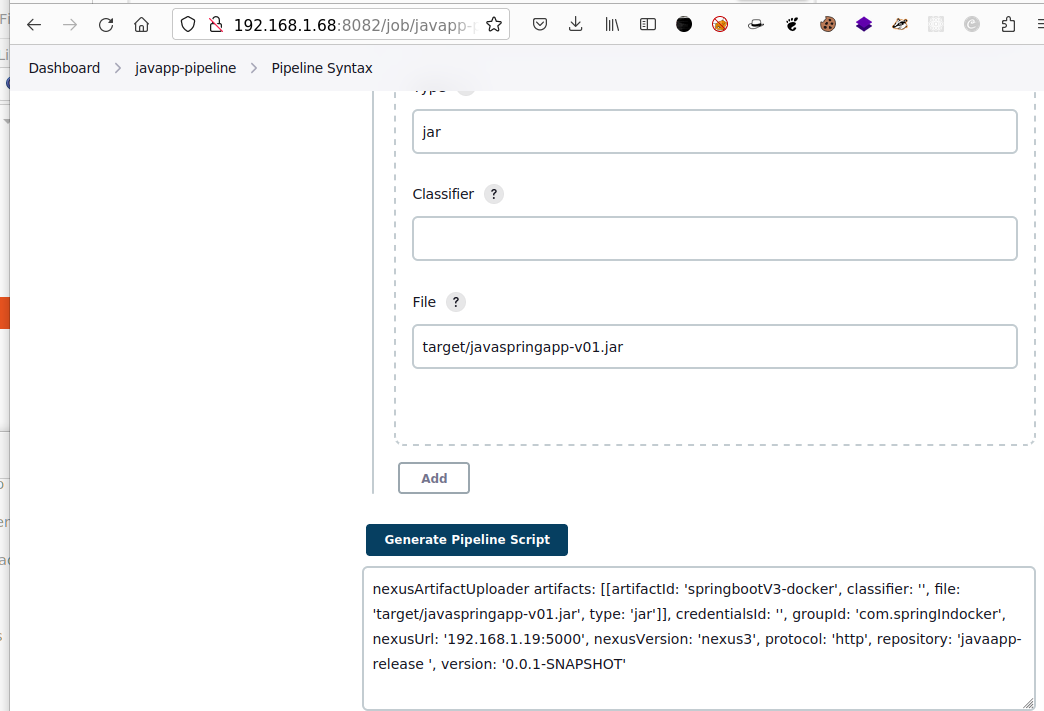 192.168.1.68:8082/job/javapp-
Dashboard > javapp-pipeline > Pipeline Syntax
Type
jar
Classifier ?
File ?
target/javaspringapp-v01.jar
Add
Generate Pipeline Script
nexusArtifactUploader artifacts: [[artifactId: 'springbootV3-docker', classifier: '', file:
'target/javaspringapp-v01.jar', type: 'jar']], credentialsId: '', groupId: 'com.springIndocker',
nexusUrl: '192.168.1.19:5000', nexusVersion: 'nexus3', protocol: 'http', repository: 'javaapp-
release ', version: '0.0.1-SNAPSHOT'